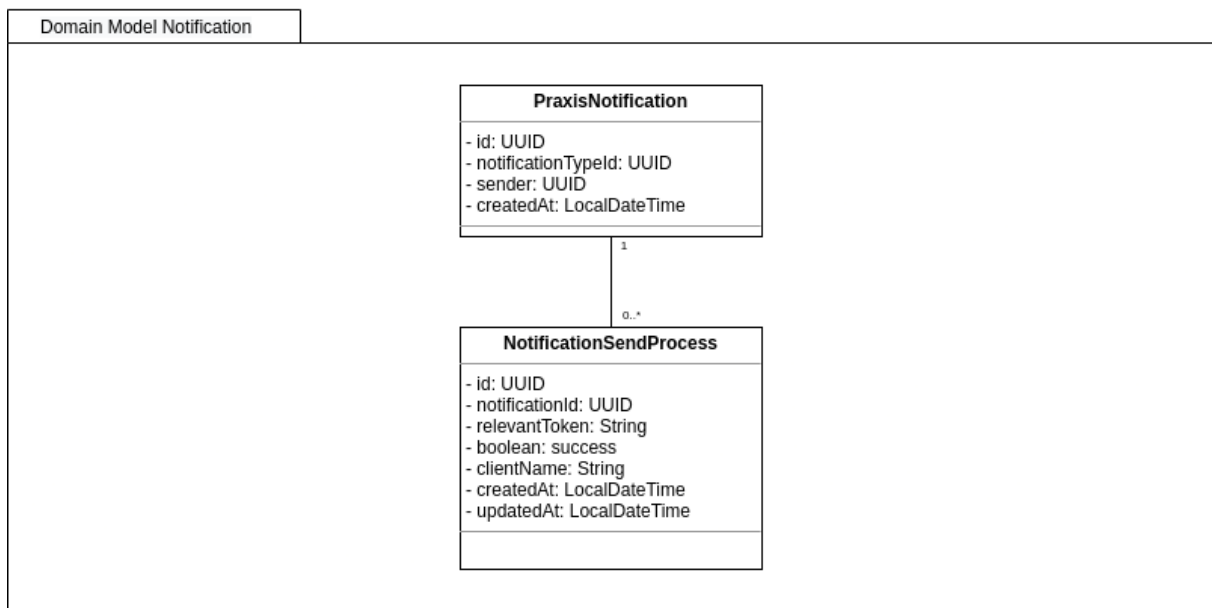 Domain Model Notification
PraxisNotification
- id: UUID
- notificationTypeId: UUID
- sender: UUID
- createdAt: LocalDateTime
1
0..*
NotificationSendProcess
- id: UUID
- notificationId: UUID
- relevantToken: String
- boolean: success
- clientName: String
- createdAt: LocalDateTime
- updatedAt: LocalDateTime